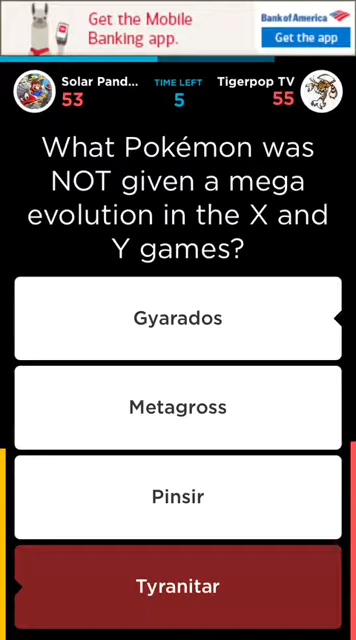 Get the Mobile
Banking app.
Bank of America
Get the app
Solar Pand...
TIME LEFT
Tigerpop TV
53
5
55
What Pokémon was
NOT given a mega
evolution in the X and
Y games?
Gyarados
Metagross
Pinsir
Tyranitar